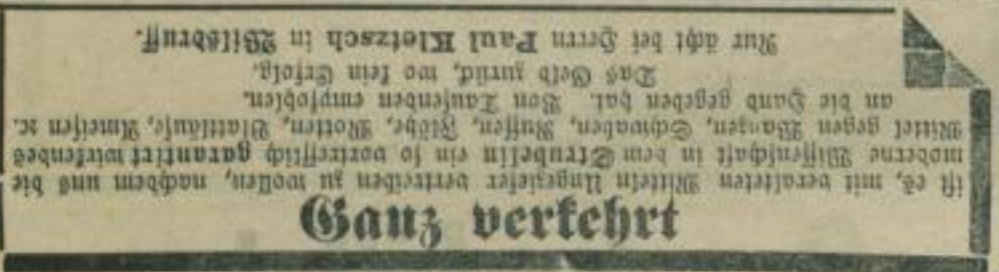 Ganz verkehrt
ist es, mit veralteten Mitteln Ungeziefer vertreiben zu wollen, nachdem uns die
moderne Wissenschaft in dem Strubelin ein so vortrefflich garantirt wirkendes
Mittel gegen Wanzen, Schwaben, Russen, Flöhe, Motten, Blattläuse, Ameisen ꝛc.
an die Hand gegeben hat. Von Tausenden empfohlen.
Das Geld zurück, wo kein Erfolg.
Nur ächt bei Herrn Paul Kletzsch in Wilsdruff.